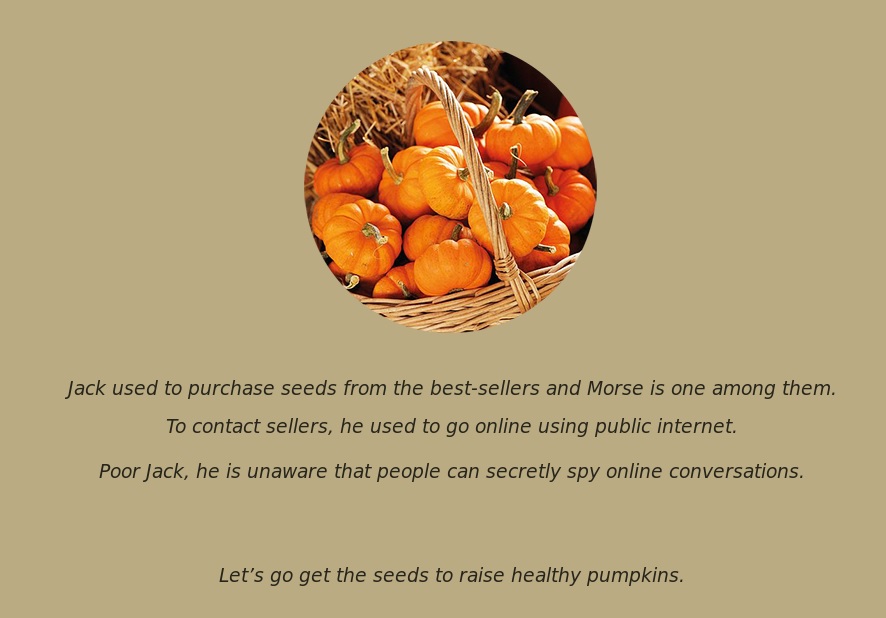 Jack used to purchase seeds from the best-sellers and Morse is one among them.
To contact sellers, he used to go online using public internet.
Poor Jack, he is unaware that people can secretly spy online conversations.
Let’s go get the seeds to raise healthy pumpkins.